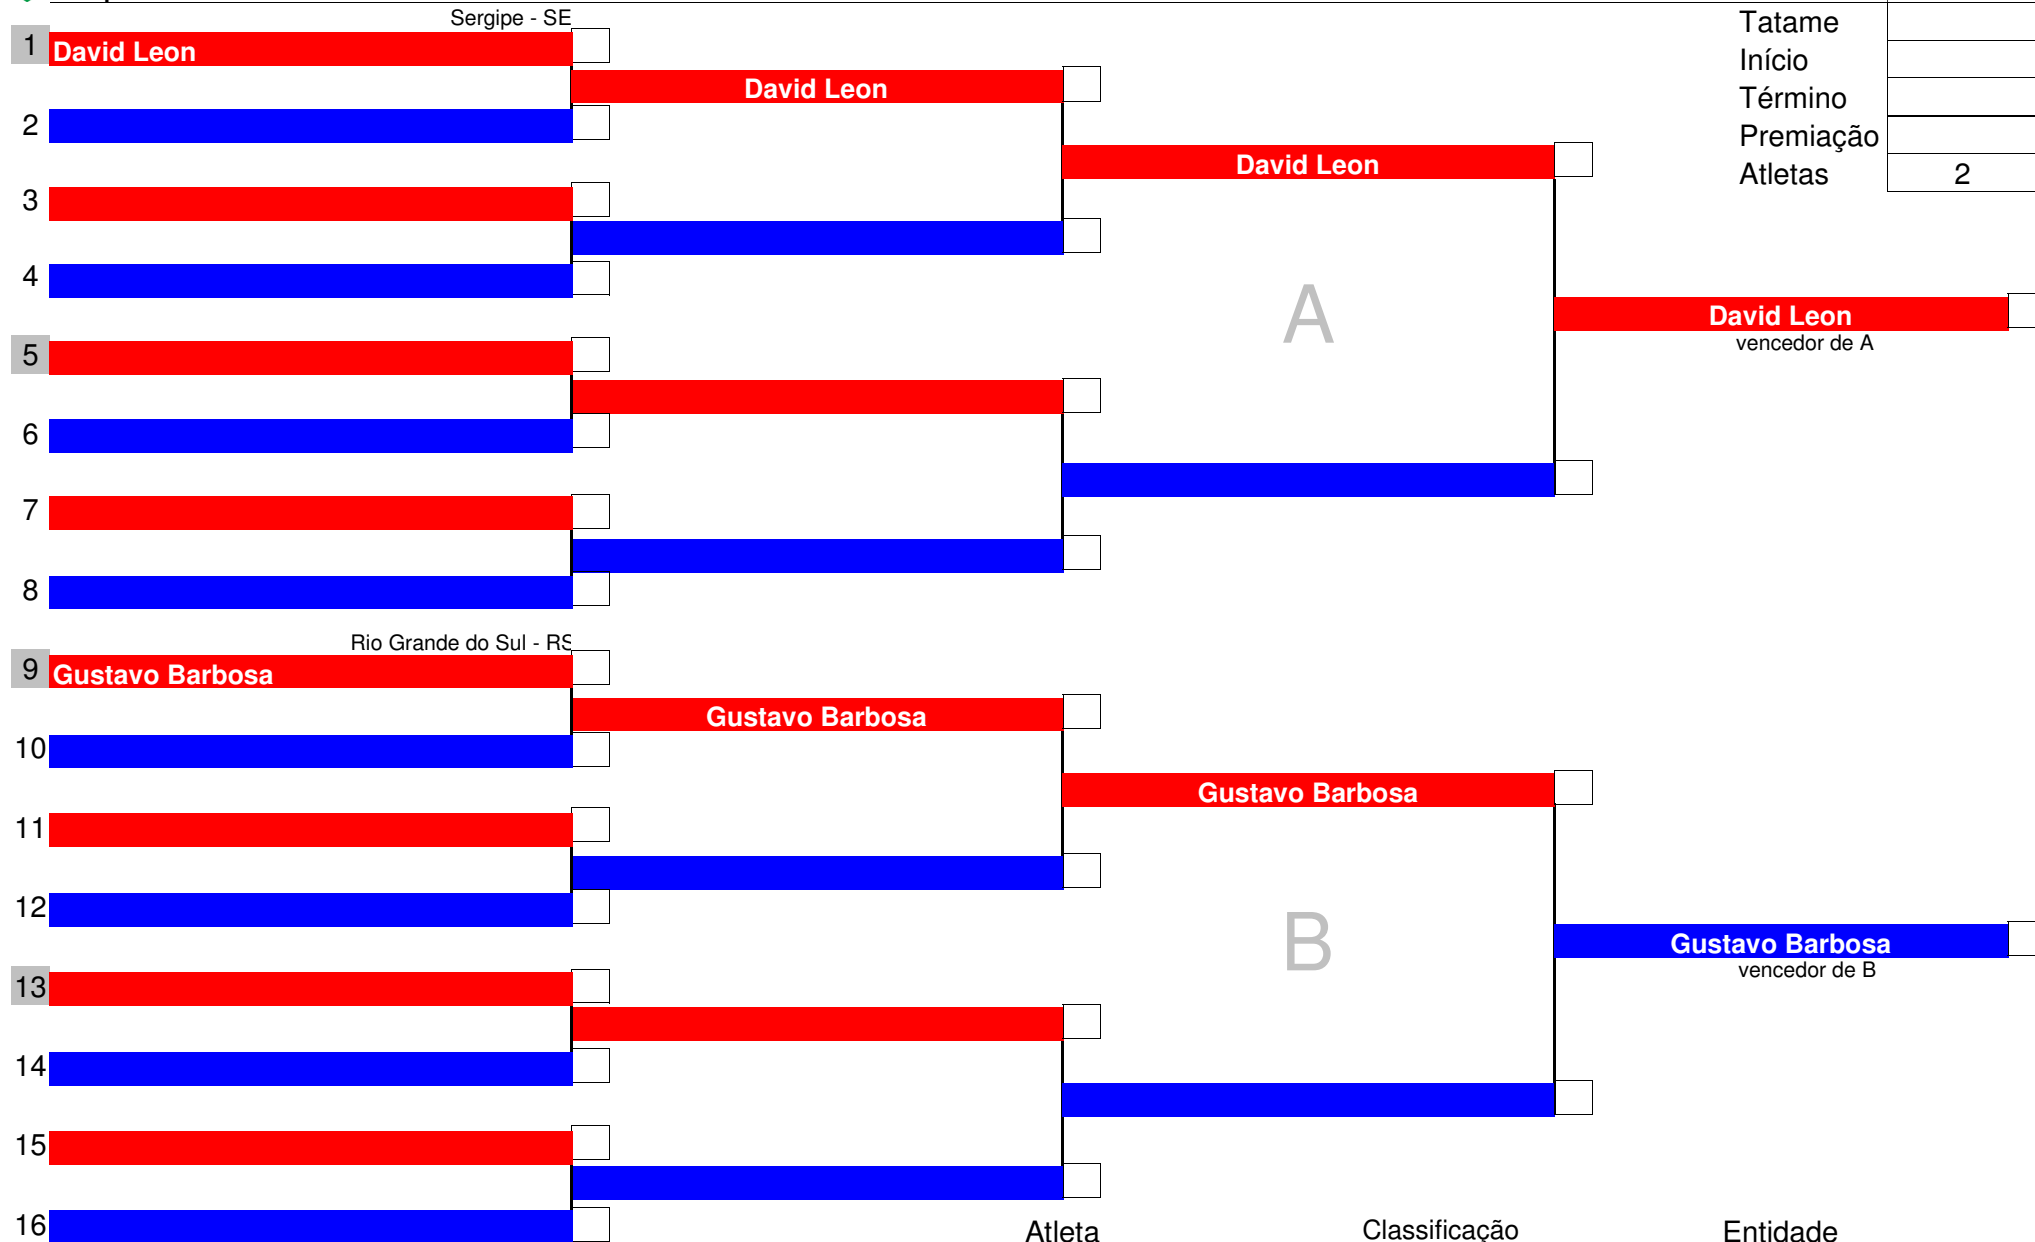 Sergipe - SE
1 David Leon
David Leon
2
David Leon
3
4
David Leon
vencedor de A
A
5
6
7
8
Rio Grande do Sul - RS
9 Gustavo Barbosa
Gustavo Barbosa
10
Gustavo Barbosa
11
12
B
Gustavo Barbosa
vencedor de B
13
14
15
16
Tatame
Início
Término
Premiação
Atletas 2
Atleta Classificação Entidade